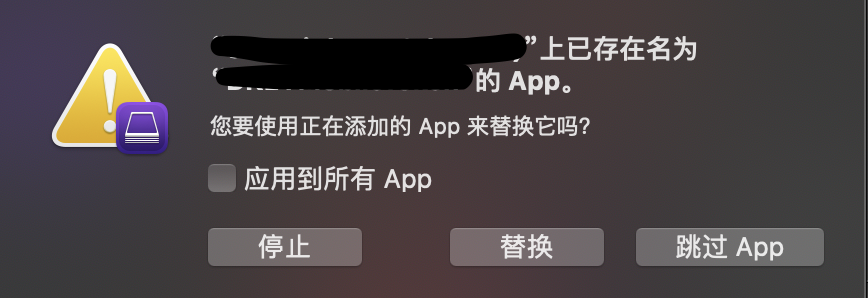 ”上已存在名为
“的 App。
您要使用正在添加的 App 来替换它吗?
应用到所有 App
停止
替换
跳过 App